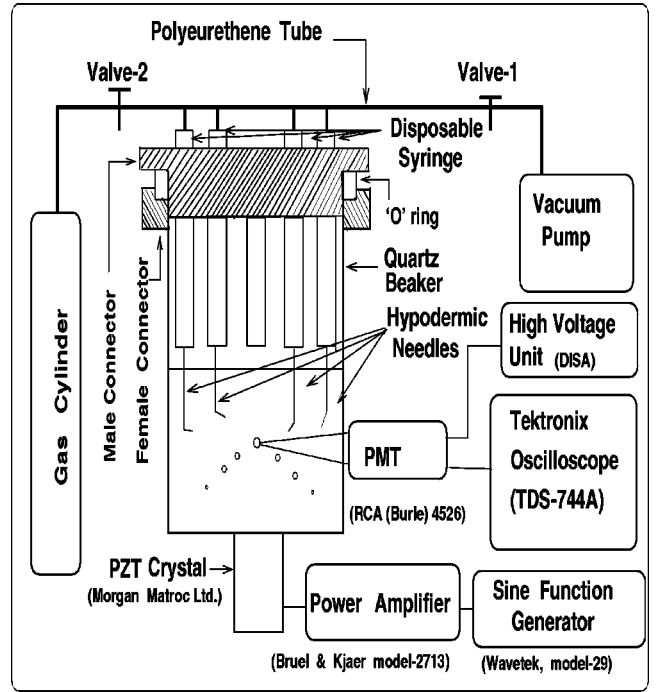 Polyeurethene Tube
Valve-2
Valve-1
Disposable
Syringe
'O' ring
Vacuum
Pump
Quartz
Beaker
Hypodermic
Needles
High Voltage
Unit (DISA)
Gas Cylinder
Male Connector
Female Connector
Tektronix
Oscilloscope
(TDS-744A)
PMT
(RCA (Burle) 4526)
PZT Crystal
(Morgan Matroc Ltd.)
Power Amplifier
(Bruel & Kjaer model-2713)
Sine Function
Generator
(Wavetek, model-29)